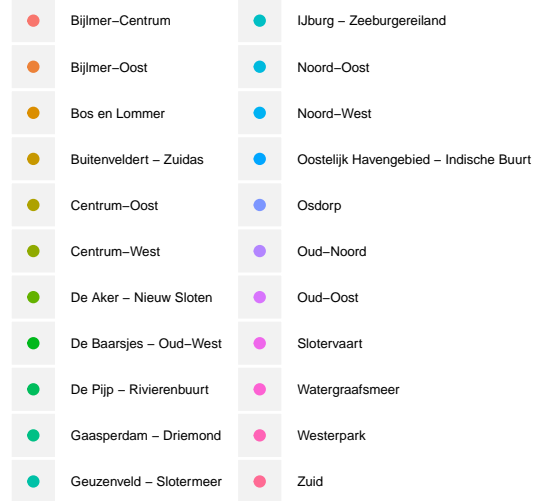 Bijlmer−Centrum
Bijlmer−Oost
Bos en Lommer
Buitenveldert − Zuidas
Centrum−Oost
Centrum−West
De Aker − Nieuw Sloten
De Baarsjes − Oud−West
De Pijp − Rivierenbuurt
Gaasperdam − Driemond
Geuzenveld − Slotermeer
IJburg − Zeeburgereiland
Noord−Oost
Noord−West
Oostelijk Havengebied − Indische Buurt
Osdorp
Oud−Noord
Oud−Oost
Slotervaart
Watergraafsmeer
Westerpark
Zuid